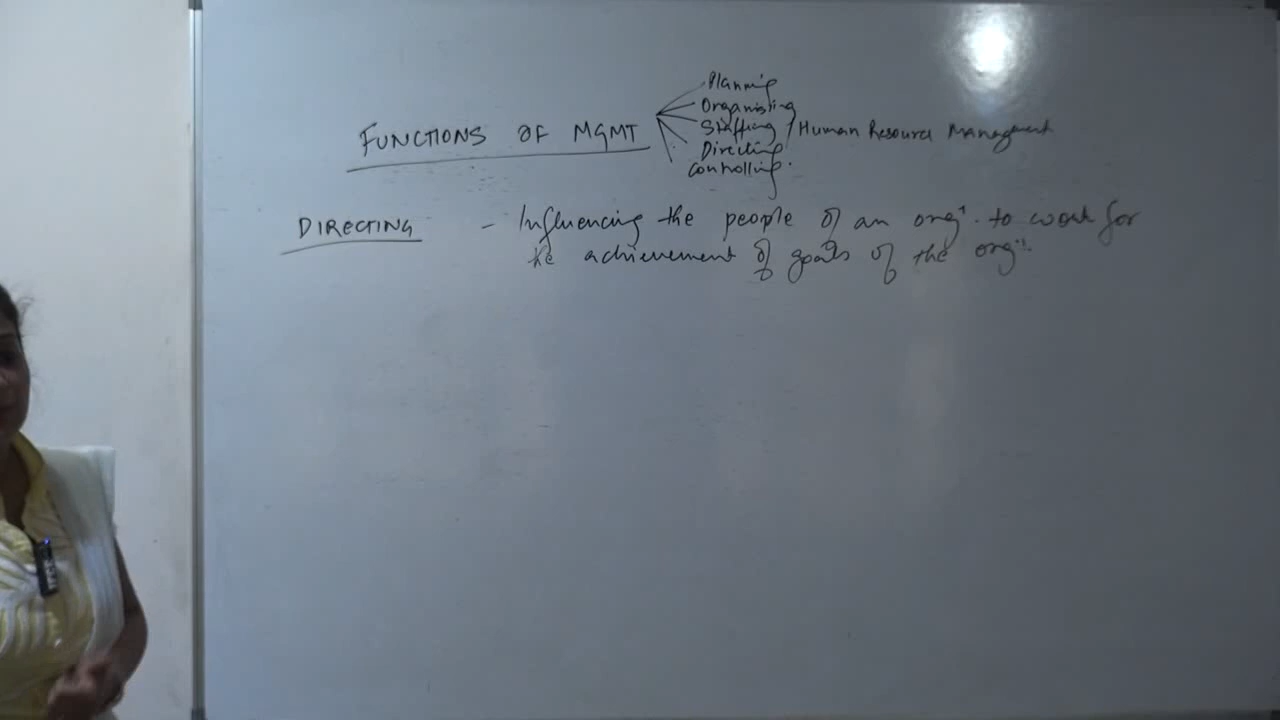 Planning
Organising
FUNCTIONS OF MGMT Staffing / Human Resource Management
Directing
Controlling.
DIRECTING - Influencing the people of an orgn. to work for
the achievement of goals of the orgn.